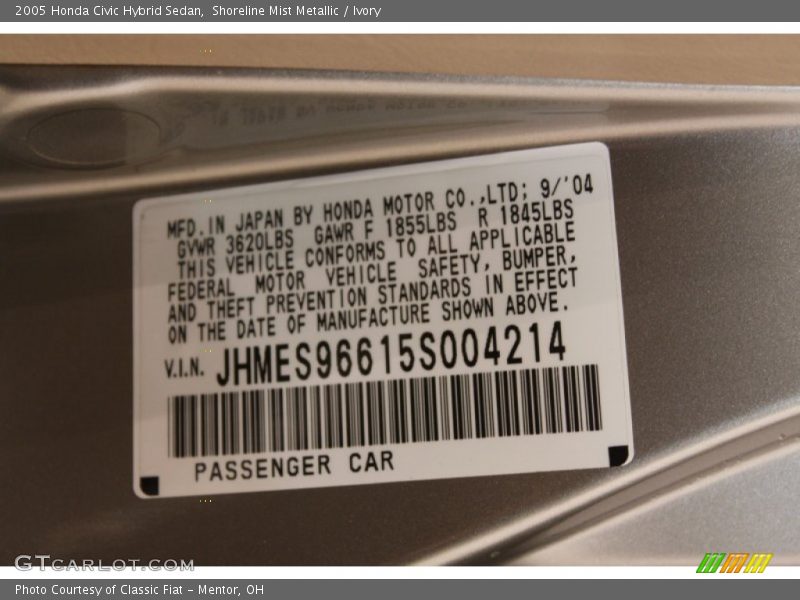 2005 Honda Civic Hybrid Sedan,  Shoreline Mist Metallic / Ivory
MFD. IN JAPAN BY HONDA MOTOR CO.,LTD; 9/'04
GVWR 3620LBS GAWR F 1855LBS R 1845LBS
THIS VEHICLE CONFORMS TO ALL APPLICABLE
FEDERAL MOTOR VEHICLE SAFETY, BUMPER,
AND THEFT PREVENTION STANDARDS IN EFFECT
ON THE DATE OF MANUFACTURE SHOWN ABOVE.
V.I.N. JHMES96615S004214
PASSENGER CAR
GTCARLOT.COM
Photo Courtesy of Classic Fiat - Mentor, OH